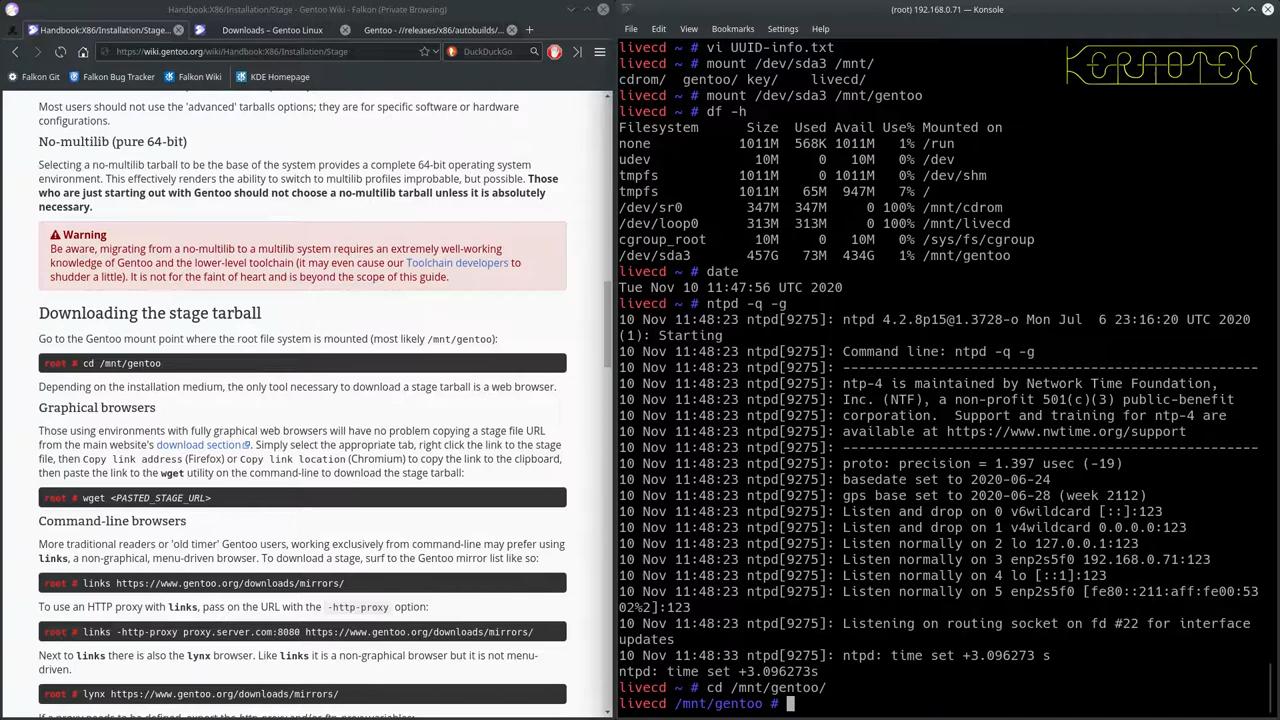 Handbook:X86/Installation/Stage - Gentoo Wiki - Falkon (Private Browsing)
Handbook:X86/Installation/Stage...
Downloads – Gentoo Linux
Gentoo - //releases/x86/autobuilds/...
https://wiki.gentoo.org/wiki/Handbook:X86/Installation/Stage
DuckDuckGo
Falkon Git
Falkon Bug Tracker
Falkon Wiki
KDE Homepage
Most users should not use the 'advanced' tarballs options; they are for specific software or hardware
configurations.
No-multilib (pure 64-bit)
Selecting a no-multilib tarball to be the base of the system provides a complete 64-bit operating system
environment. This effectively renders the ability to switch to multilib profiles improbable, but possible. Those
who are just starting out with Gentoo should not choose a no-multilib tarball unless it is absolutely
necessary.
Warning
Be aware, migrating from a no-multilib to a multilib system requires an extremely well-working
knowledge of Gentoo and the lower-level toolchain (it may even cause our Toolchain developers to
shudder a little). It is not for the faint of heart and is beyond the scope of this guide.
Downloading the stage tarball
Go to the Gentoo mount point where the root file system is mounted (most likely /mnt/gentoo):
root # cd /mnt/gentoo
Depending on the installation medium, the only tool necessary to download a stage tarball is a web browser.
Graphical browsers
Those using environments with fully graphical web browsers will have no problem copying a stage file URL
from the main website's download section. Simply select the appropriate tab, right click the link to the stage
file, then Copy link address (Firefox) or Copy link location (Chromium) to copy the link to the clipboard,
then paste the link to the wget utility on the command-line to download the stage tarball:
root # wget <PASTED_STAGE_URL>
Command-line browsers
More traditional readers or 'old timer' Gentoo users, working exclusively from command-line may prefer using
links, a non-graphical, menu-driven browser. To download a stage, surf to the Gentoo mirror list like so:
root # links https://www.gentoo.org/downloads/mirrors/
To use an HTTP proxy with links, pass on the URL with the -http-proxy option:
root # links -http-proxy proxy.server.com:8080 https://www.gentoo.org/downloads/mirrors/
Next to links there is also the lynx browser. Like links it is a non-graphical browser but it is not menu-
driven.
root # lynx https://www.gentoo.org/downloads/mirrors/
If a proxy needs to be defined, export the http_proxy and/or ftp_proxy variables:
(root) 192.168.0.71 — Konsole
File Edit View Bookmarks Settings Help
KERAOTEX
livecd ~ # vi UUID-info.txt
livecd ~ # mount /dev/sda3 /mnt/
cdrom/ gentoo/ key/ livecd/
livecd ~ # mount /dev/sda3 /mnt/gentoo
livecd ~ # df -h
Filesystem Size Used Avail Use% Mounted on
none 1011M 568K 1011M 1% /run
udev 10M 0 10M 0% /dev
tmpfs 1011M 0 1011M 0% /dev/shm
tmpfs 1011M 65M 947M 7% /
/dev/sr0 347M 347M 0 100% /mnt/cdrom
/dev/loop0 313M 313M 0 100% /mnt/livecd
cgroup_root 10M 0 10M 0% /sys/fs/cgroup
/dev/sda3 457G 73M 434G 1% /mnt/gentoo
livecd ~ # date
Tue Nov 10 11:47:56 UTC 2020
livecd ~ # ntpd -q -g
10 Nov 11:48:23 ntpd[9275]: ntpd 4.2.8p15@1.3728-o Mon Jul  6 23:16:20 UTC 2020
(1): Starting
10 Nov 11:48:23 ntpd[9275]: Command line: ntpd -q -g
10 Nov 11:48:23 ntpd[9275]: ----------------------------------------------------
10 Nov 11:48:23 ntpd[9275]: ntp-4 is maintained by Network Time Foundation,
10 Nov 11:48:23 ntpd[9275]: Inc. (NTF), a non-profit 501(c)(3) public-benefit
10 Nov 11:48:23 ntpd[9275]: corporation.  Support and training for ntp-4 are
10 Nov 11:48:23 ntpd[9275]: available at https://www.nwtime.org/support
10 Nov 11:48:23 ntpd[9275]: ----------------------------------------------------
10 Nov 11:48:23 ntpd[9275]: proto: precision = 1.397 usec (-19)
10 Nov 11:48:23 ntpd[9275]: basedate set to 2020-06-24
10 Nov 11:48:23 ntpd[9275]: gps base set to 2020-06-28 (week 2112)
10 Nov 11:48:23 ntpd[9275]: Listen and drop on 0 v6wildcard [::]:123
10 Nov 11:48:23 ntpd[9275]: Listen and drop on 1 v4wildcard 0.0.0.0:123
10 Nov 11:48:23 ntpd[9275]: Listen normally on 2 lo 127.0.0.1:123
10 Nov 11:48:23 ntpd[9275]: Listen normally on 3 enp2s5f0 192.168.0.71:123
10 Nov 11:48:23 ntpd[9275]: Listen normally on 4 lo [::1]:123
10 Nov 11:48:23 ntpd[9275]: Listen normally on 5 enp2s5f0 [fe80::211:aff:fe00:53
02%2]:123
10 Nov 11:48:23 ntpd[9275]: Listening on routing socket on fd #22 for interface
updates
10 Nov 11:48:33 ntpd[9275]: ntpd: time set +3.096273 s
ntpd: time set +3.096273s
livecd ~ # cd /mnt/gentoo/
livecd /mnt/gentoo #